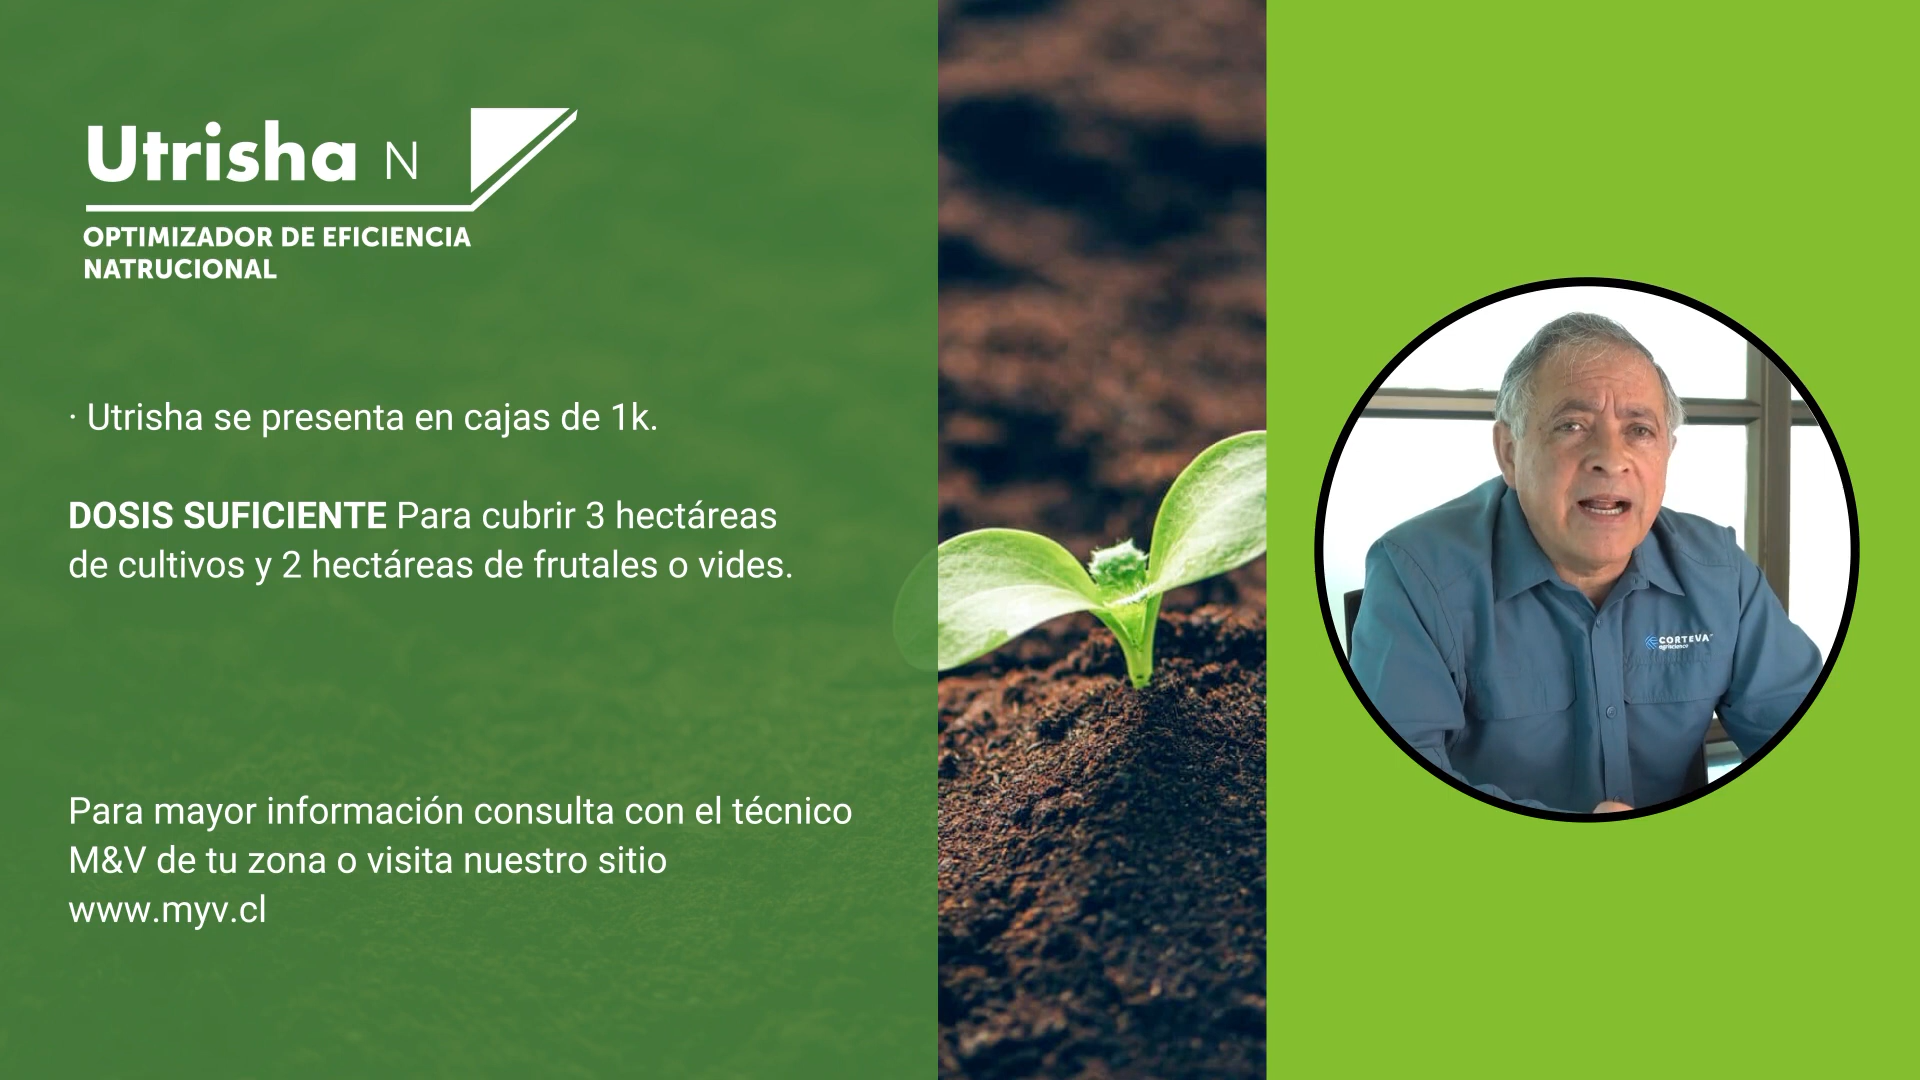 Utrisha N
OPTIMIZADOR DE EFICIENCIA
NATRUCIONAL
· Utrisha se presenta en cajas de 1k.
DOSIS SUFICIENTE Para cubrir 3 hectáreas
de cultivos y 2 hectáreas de frutales o vides.
Para mayor información consulta con el técnico
M&V de tu zona o visita nuestro sitio
www.myv.cl
CORTEVA
agriscience